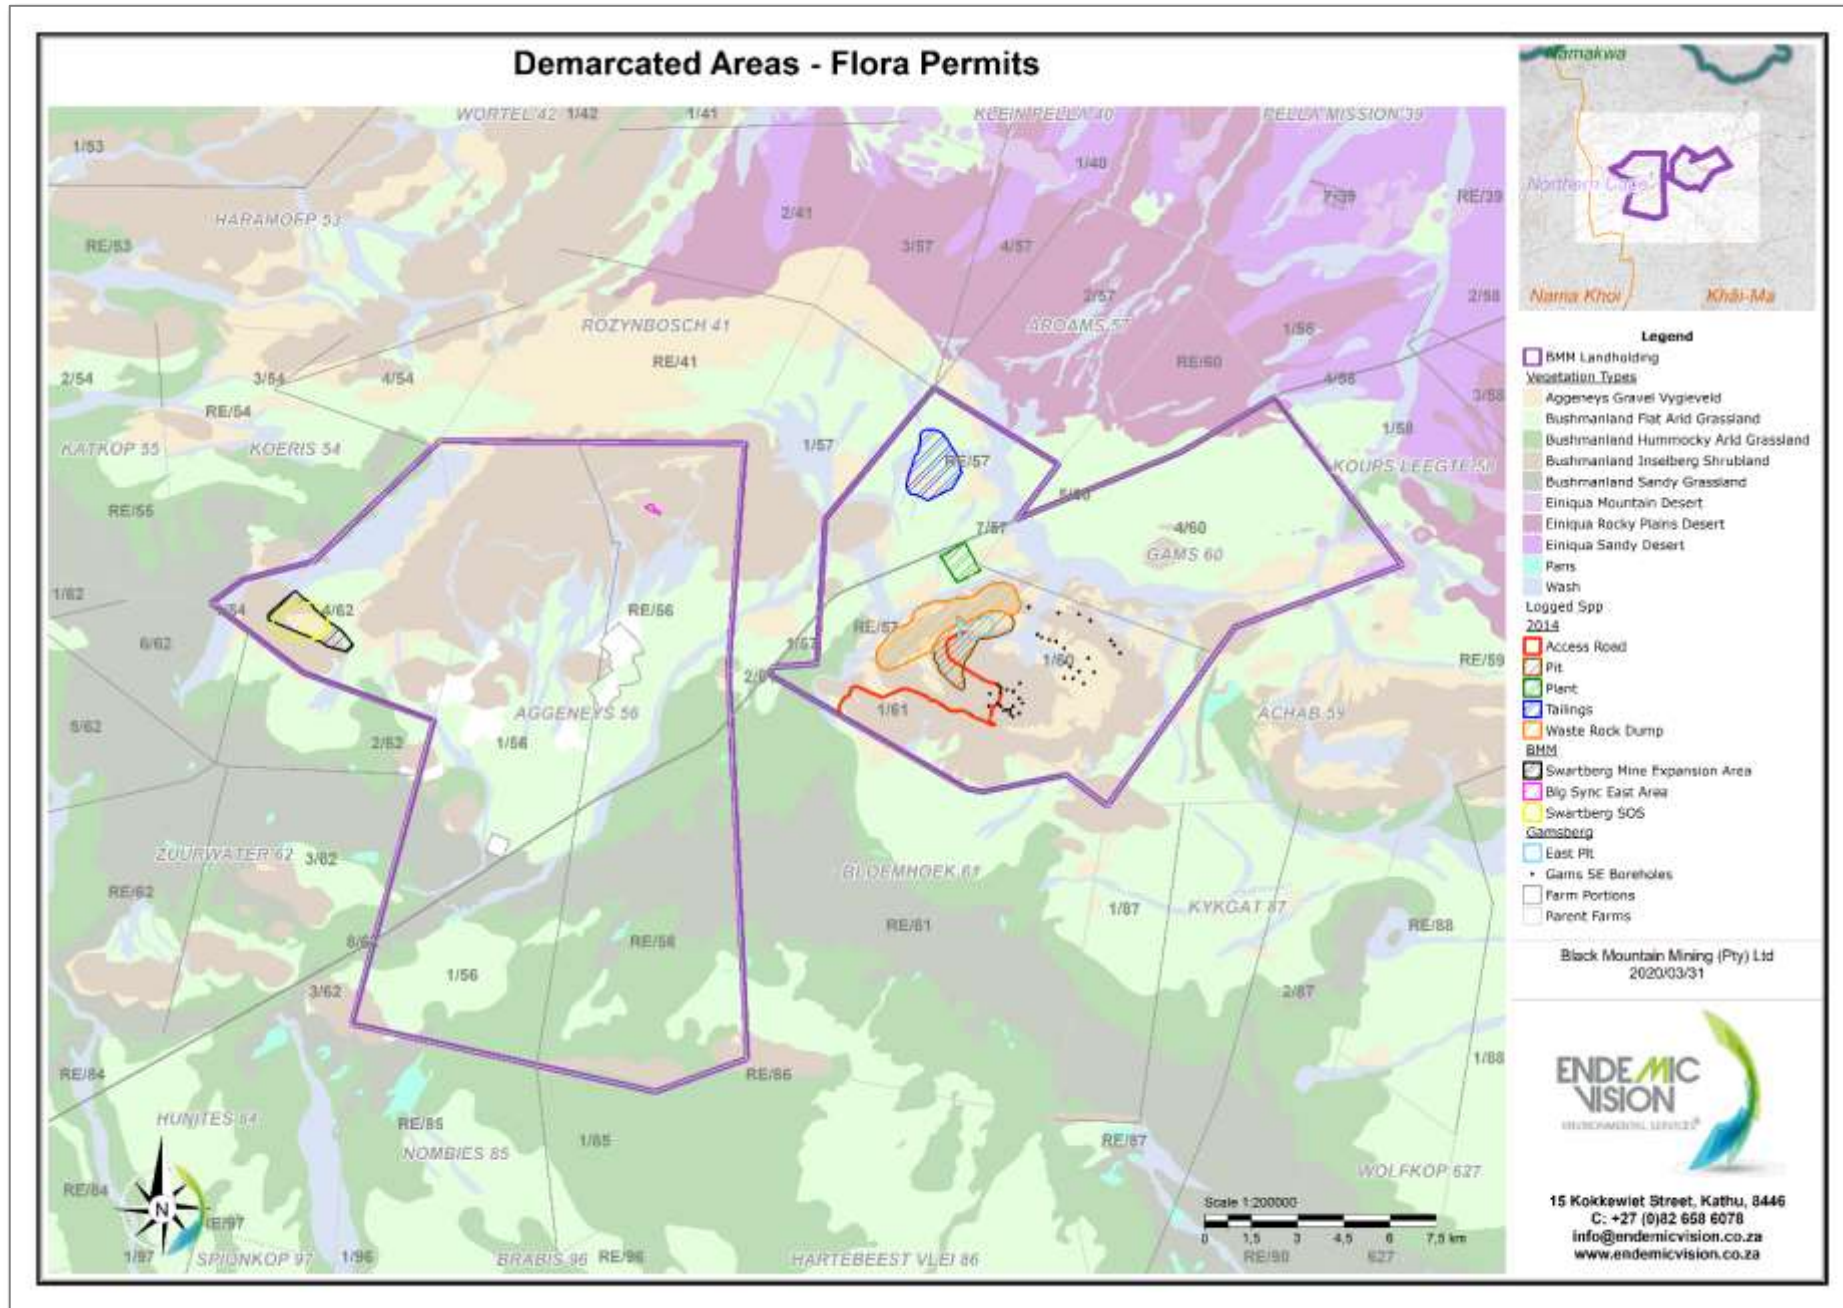 Demarcated Areas - Flora Permits
WORTEL 42
1/42
1/41
KLEIN PELLA 40
PELLA MISSION 39
1/53
1/40
HARAMOEP 53
2/41
7/39
RE/39
RE/53
3/57
4/57
2/57
2/58
ROZYNBOSCH 41
AROAMS 57
1/56
RE/41
RE/60
2/54
3/54
4/54
4/58
3/58
RE/54
1/57
1/58
KATKOP 55
KOERIS 54
RE/57
KOUPS LEEGTE 58
RE/55
5/60
7/57
4/60
GAMS 60
1/62
4/62
RE/56
RE/57
6/62
1/57
1/60
RE/59
1/61
5/62
AGGENEYS 56
ACHAB 59
2/62
1/56
ZUURWATER 62
3/62
BLOEMHOEK 61
RE/62
1/87
KYKGAT 87
RE/61
RE/88
RE/56
1/56
3/62
2/87
1/88
RE/84
RE/86
HUNITES 84
RE/85
NOMBIES 85
1/85
RE/87
WOLFKOP 627
RE/84
Scale 1:200000
N
RE/97
0 1,5 3 4,5 6 7,5 km
1/97
SPIONKOP 97
1/96
BRABIS 96
RE/96
HARTEBEEST VLEI 86
RE/90
627
Namakwa
Northern Cape
Nama Khoi
Khâi-Ma
Legend
BMM Landholding
Vegetation Types
Aggeneys Gravel Vygieveld
Bushmanland Flat Arid Grassland
Bushmanland Hummocky Arid Grassland
Bushmanland Inselberg Shrubland
Bushmanland Sandy Grassland
Einiqua Mountain Desert
Einiqua Rocky Plains Desert
Einiqua Sandy Desert
Pans
Wash
Logged Spp
2014
Access Road
Pit
Plant
Tailings
Waste Rock Dump
BMM
Swartberg Mine Expansion Area
Big Sync East Area
Swartberg SOS
Gamsberg
East Pit
Gams SE Boreholes
Farm Portions
Parent Farms
Black Mountain Mining (Pty) Ltd
2020/03/31
ENDEMIC
VISION
ENVIRONMENTAL SERVICES
15 Kokkewiet Street, Kathu, 8446
C: +27 (0)82 658 6078
info@endemicvision.co.za
www.endemicvision.co.za